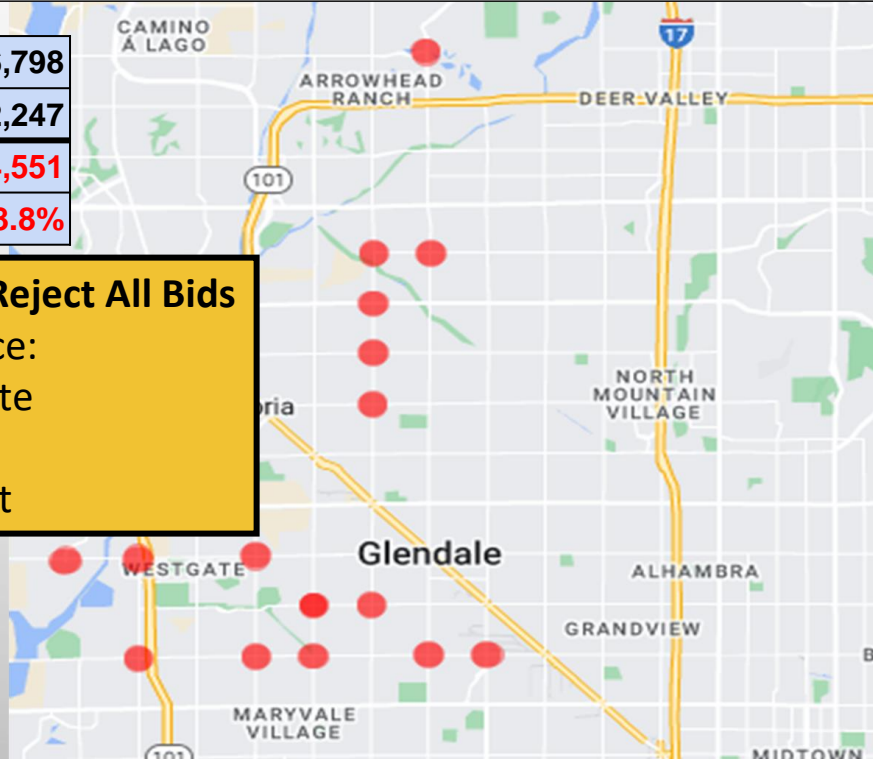 ,798
,247
,551
3.8%
Reject All Bids
ce:
te
t
CAMINO
Á LAGO
ARROWHEAD
RANCH
17
DEER VALLEY
101
oria
NORTH
MOUNTAIN
VILLAGE
Glendale
WESTGATE
ALHAMBRA
GRANDVIEW
MARYVALE
VILLAGE
101
MIDTOWN